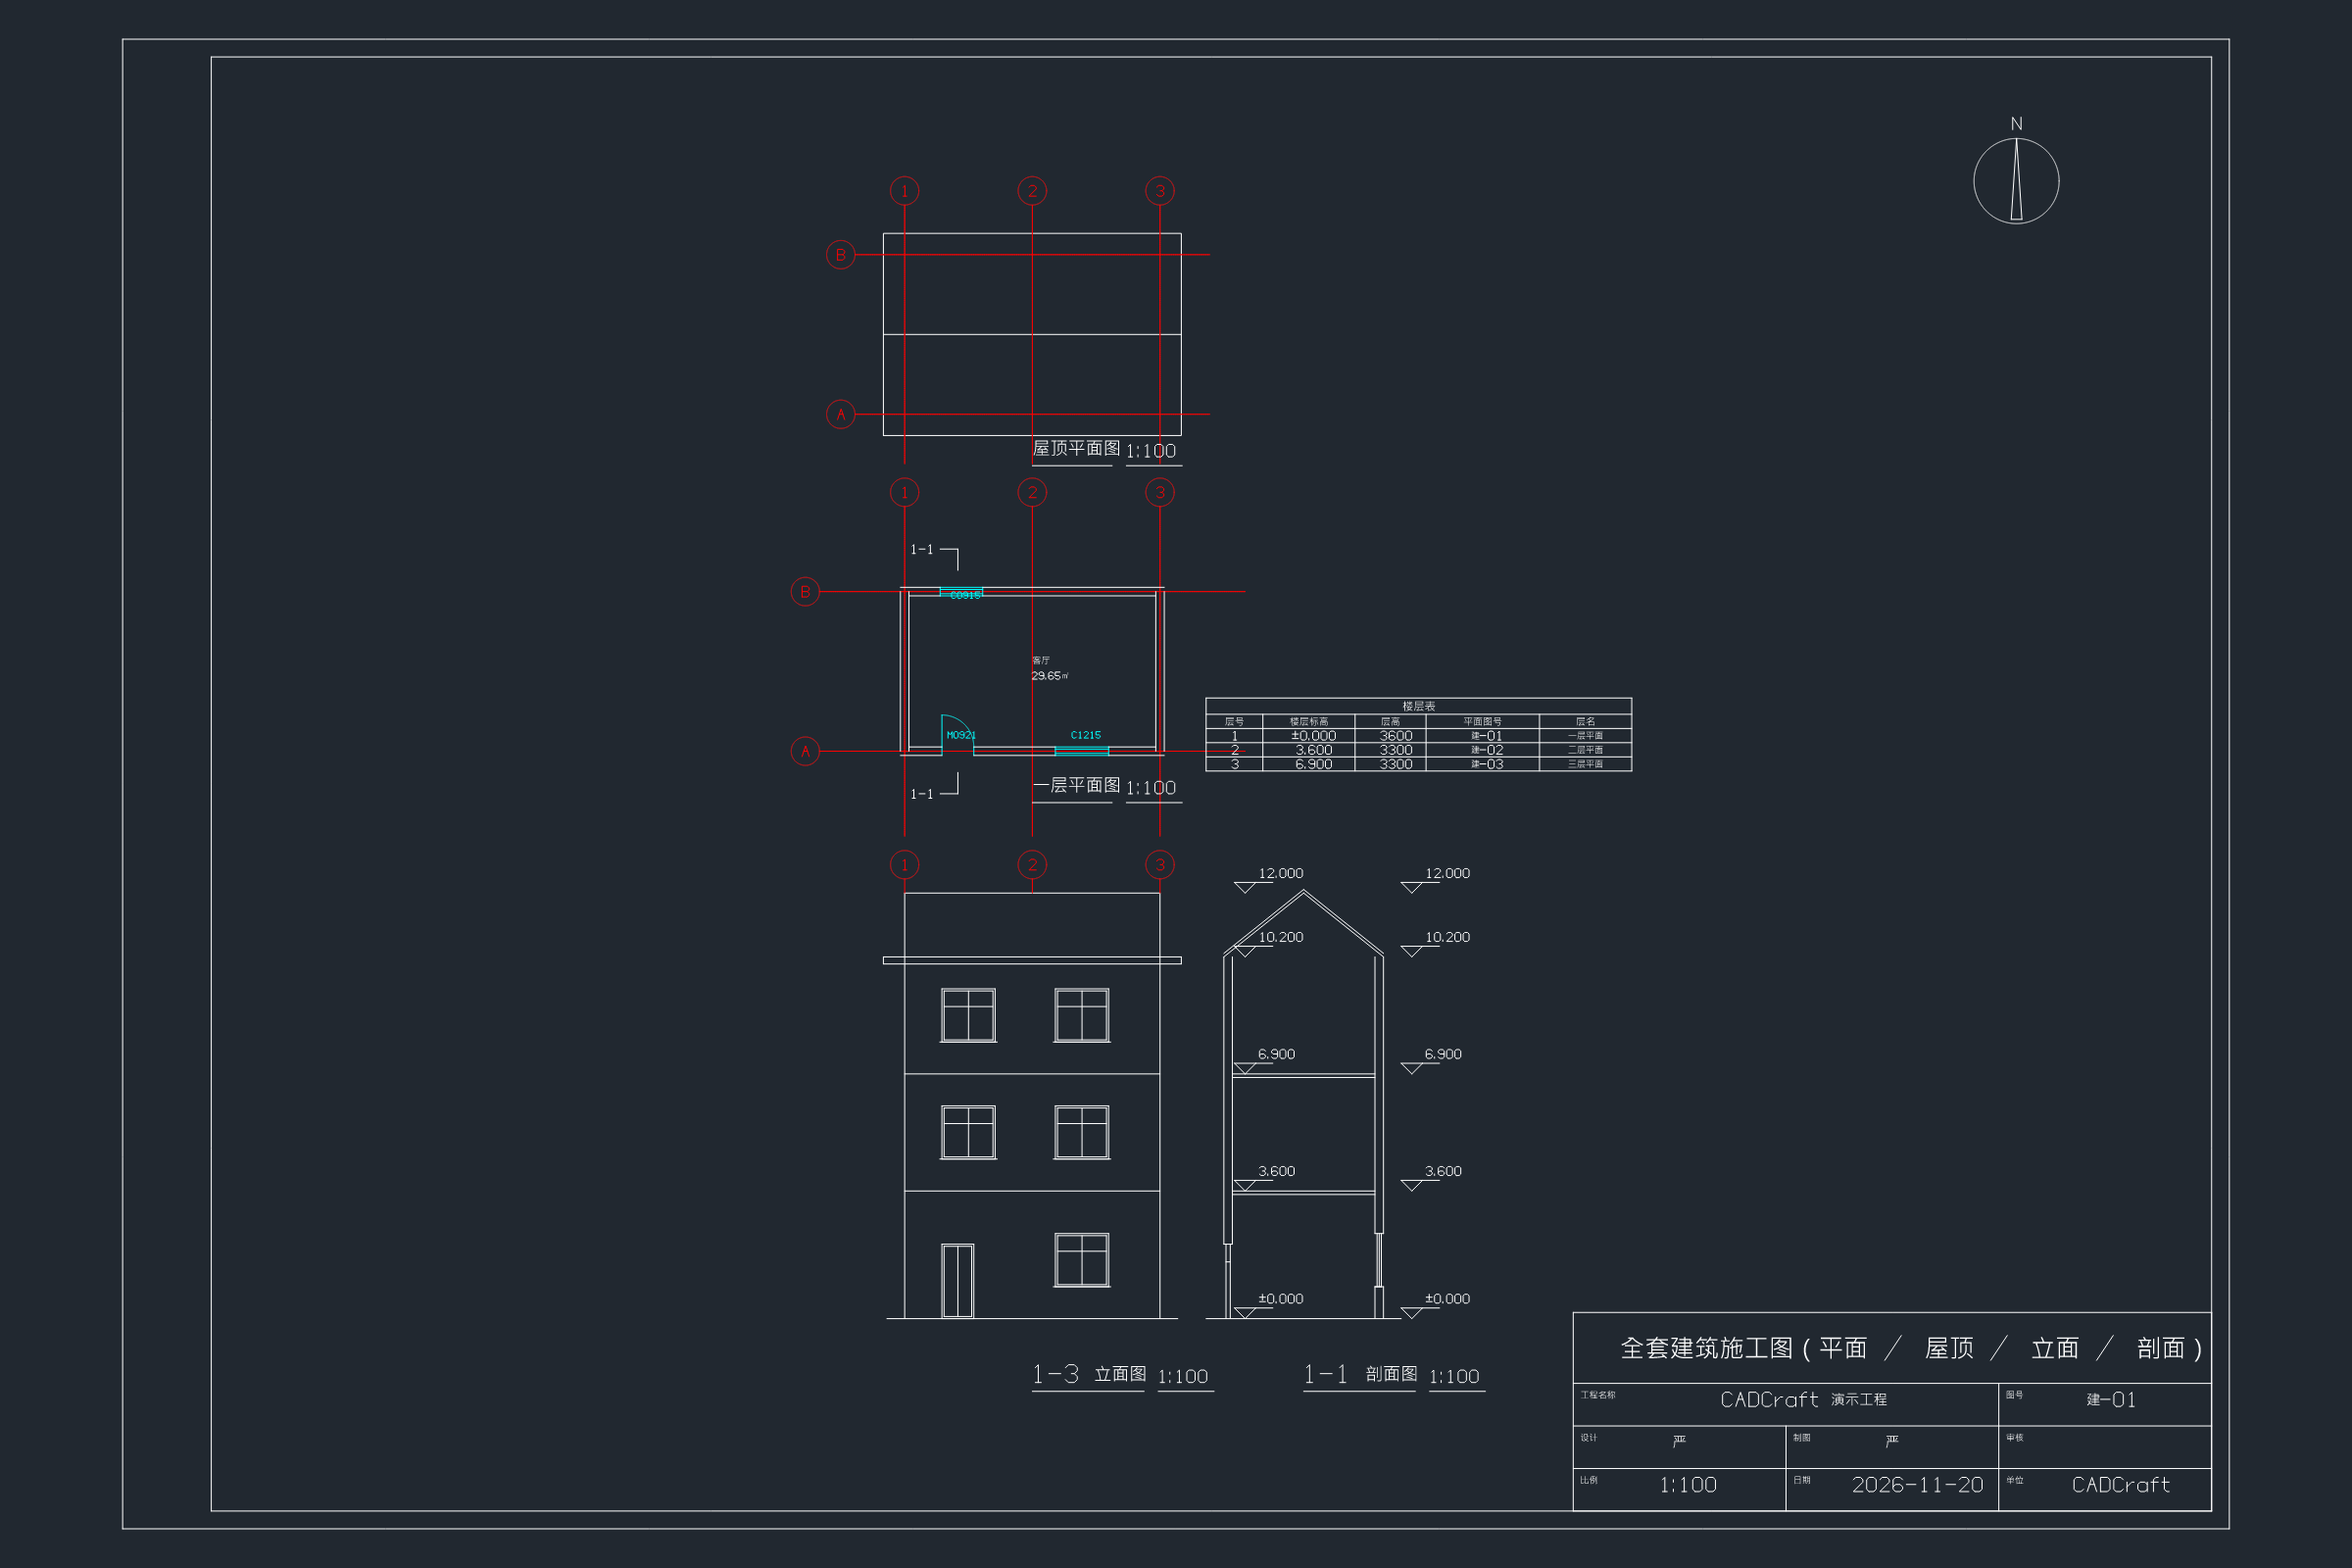 N
1 2 3
B
A
屋顶平面图 1:100
1 2 3
1-1
B
C0915
客厅
29.65㎡
M0921 C1215
A
1-1
一层平面图 1:100
楼层表
层号 楼层标高 层高 平面图号 层名
1 ±0.000 3600 建-01 一层平面
2 3.600 3300 建-02 二层平面
3 6.900 3300 建-03 三层平面
1 2 3
12.000 12.000
10.200 10.200
6.900 6.900
3.600 3.600
±0.000 ±0.000
1-3 立面图 1:100
1-1 剖面图 1:100
全套建筑施工图(平面 / 屋顶 / 立面 / 剖面)
工程名称 CADCraft 演示工程 图号 建-01
设计 严 制图 严 审核
比例 1:100 日期 2026-11-20 单位 CADCraft